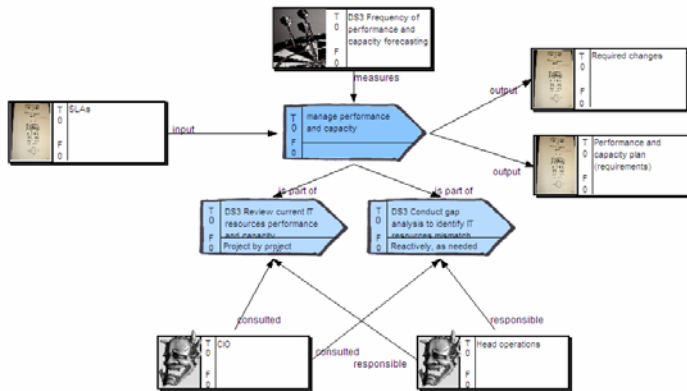 T
0
F
0
DS3 Frequency of
performance and
capacity forecasting
measures
T
0
F
0
Required changes
output
T
0
F
0
SLAs
input
T
0
F
0
manage performance
and capacity
T
0
F
0
Performance and
capacity plan
(requirements)
output
is part of
is part of
T
0
F
0
DS3 Review current IT
resources performance
and capacity
Project by project
T
0
F
0
DS3 Conduct gap
analysis to identify IT
resources mismatch
Reactively, as needed
consulted
responsible
consulted
responsible
T
0
F
0
CIO
T
0
F
0
Head operations